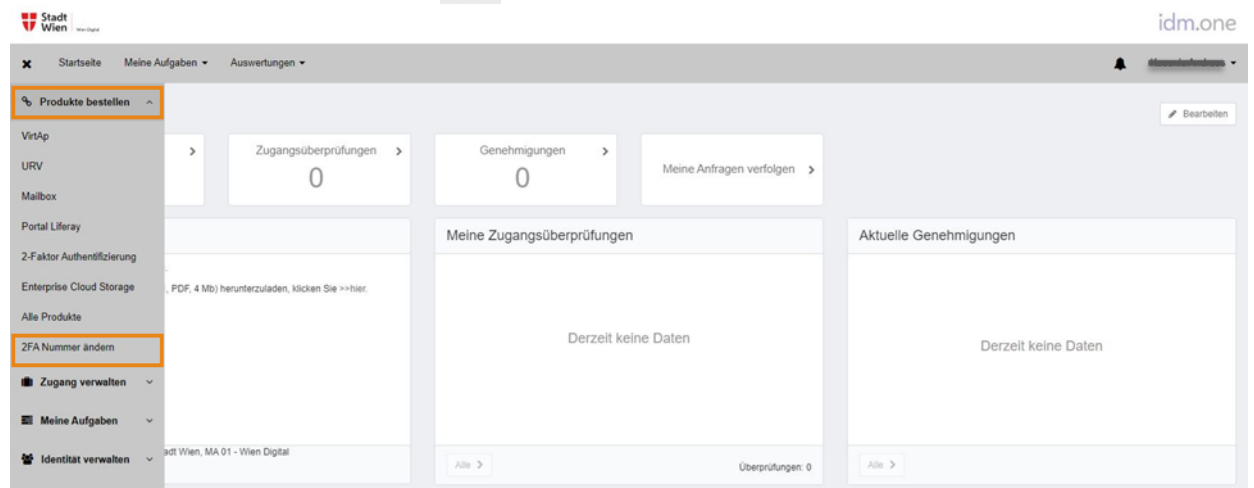 Stadt
Wien
Wien Digital
idm.one
Startseite Meine Aufgaben Auswertungen
Produkte bestellen
Bearbeiten
VirtAp
URV
Mailbox
Portal Liferay
2-Faktor Authentifizierung
Enterprise Cloud Storage
Alle Produkte
2FA Nummer ändern
Zugang verwalten
Meine Aufgaben
Identität verwalten
Zugangsüberprüfungen
0
Genehmigungen
0
Meine Anfragen verfolgen
, PDF, 4 Mb) herunterzuladen, klicken Sie >>hier.
adt Wien, MA 01 - Wien Digital
Meine Zugangsüberprüfungen
Derzeit keine Daten
Alle
Überprüfungen: 0
Aktuelle Genehmigungen
Derzeit keine Daten
Alle